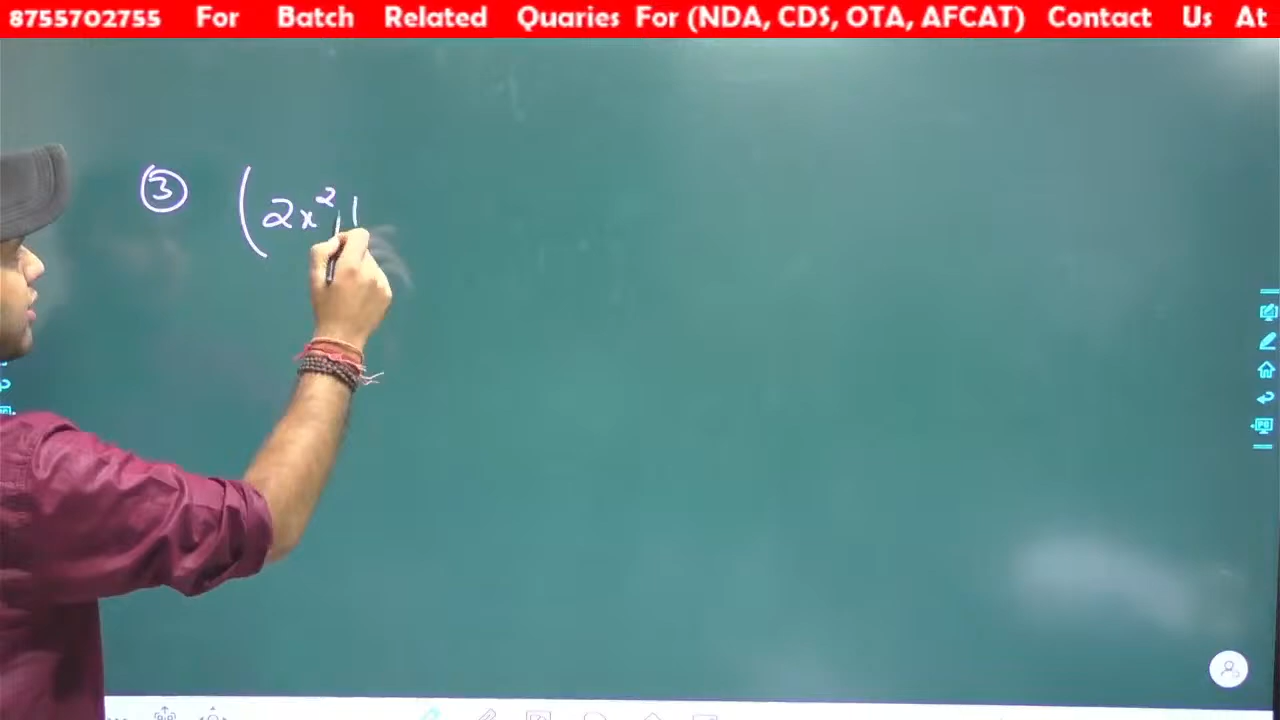 8755702755 For Batch Related Quaries For (NDA, CDS, OTA, AFCAT) Contact Us At
③ (2x²